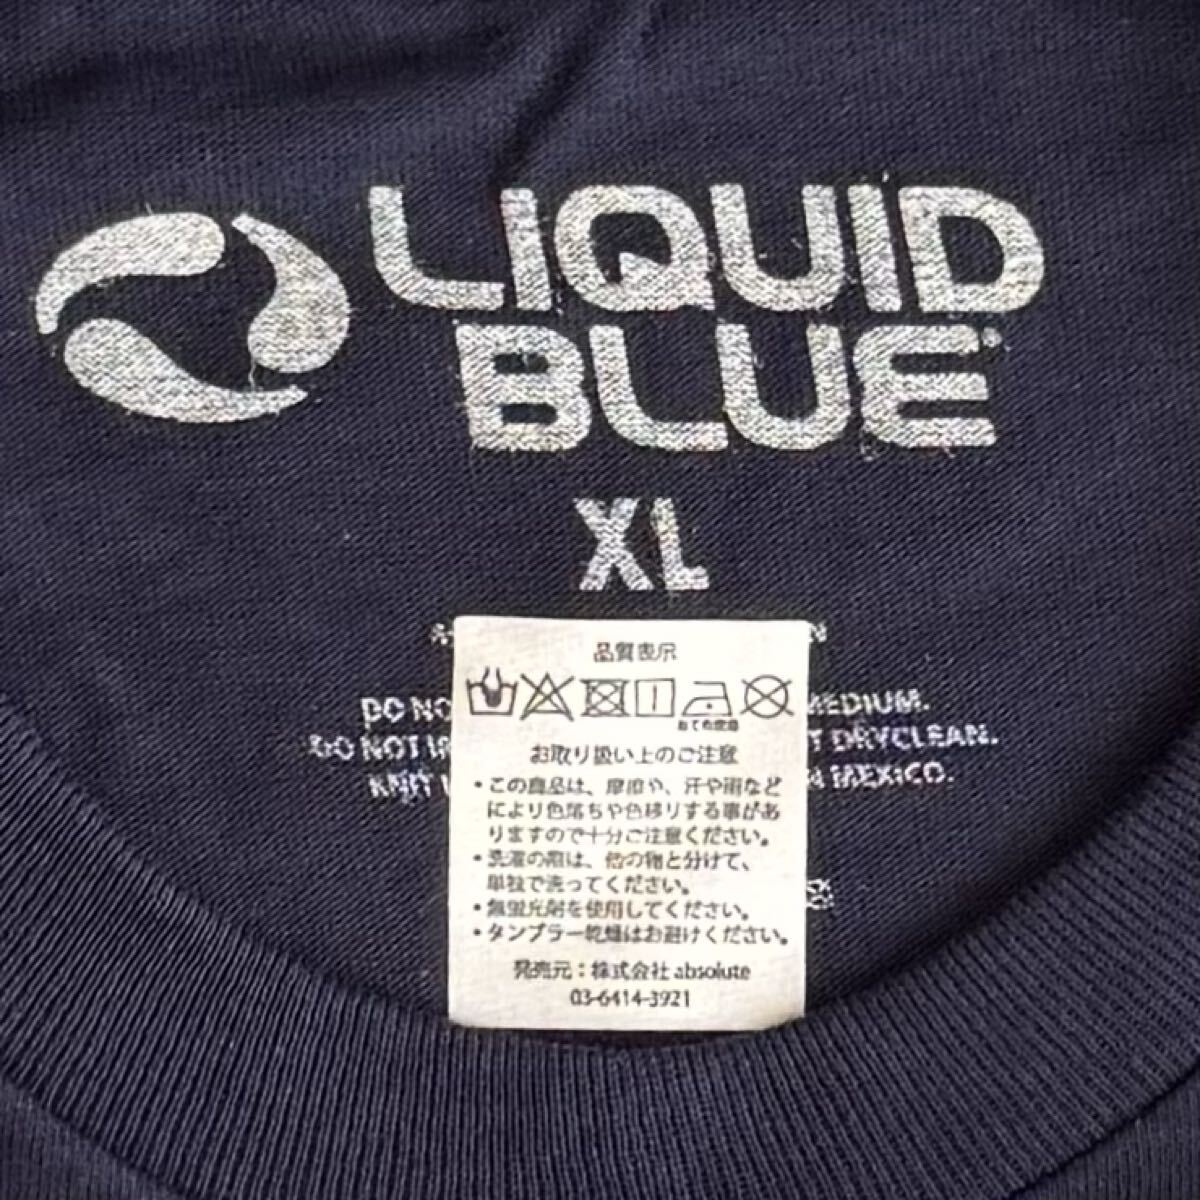 LIQUID
BLUE
XL
品質表示
お取り扱い上のご注意
・この商品は、摩擦や、汗や雨など
により色落ちや色移りする事があ
りますので十分ご注意ください。
・洗濯の際は、他の物と分けて、
単独で洗ってください。
・無蛍光剤を使用してください。
・タンブラー乾燥はお避けください。
発売元：株式会社 absolute
03-6414-3921
DO NO MEDIUM.
DO NOT IR T DRYCLEAN.
KNIT N MEXICO.